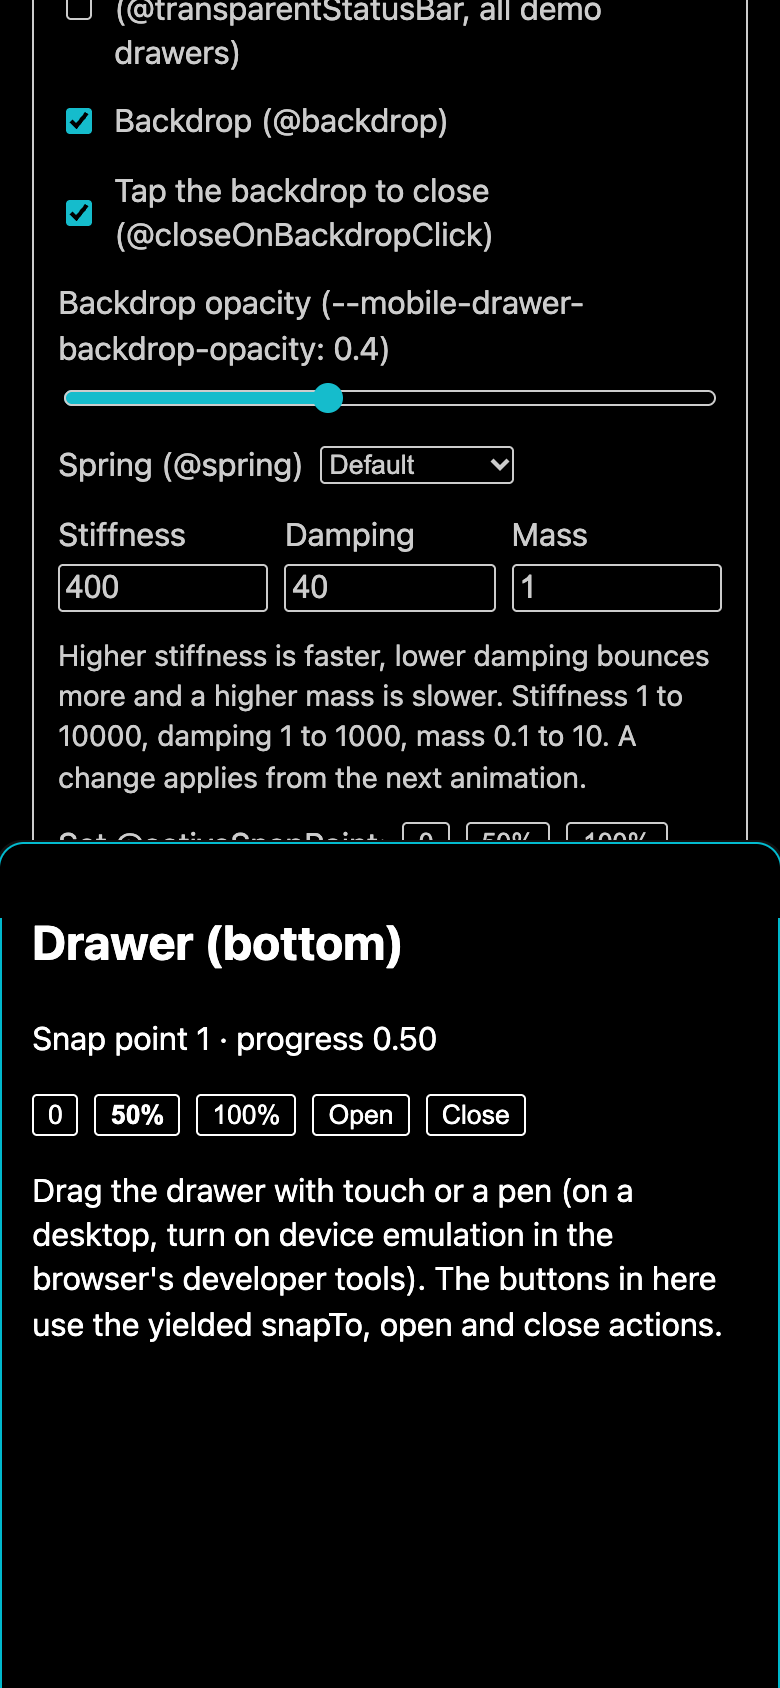 (@transparentStatusBar, all demo
drawers)
Backdrop (@backdrop)
Tap the backdrop to close
(@closeOnBackdropClick)
Backdrop opacity (--mobile-drawer-
backdrop-opacity: 0.4)
Spring (@spring) Default
Stiffness Damping Mass
400 40 1
Higher stiffness is faster, lower damping bounces
more and a higher mass is slower. Stiffness 1 to
10000, damping 1 to 1000, mass 0.1 to 10. A
change applies from the next animation.
Set @activeSnapPoint: 0 50% 100%
Drawer (bottom)
Snap point 1 · progress 0.50
0 50% 100% Open Close
Drag the drawer with touch or a pen (on a
desktop, turn on device emulation in the
browser's developer tools). The buttons in here
use the yielded snapTo, open and close actions.